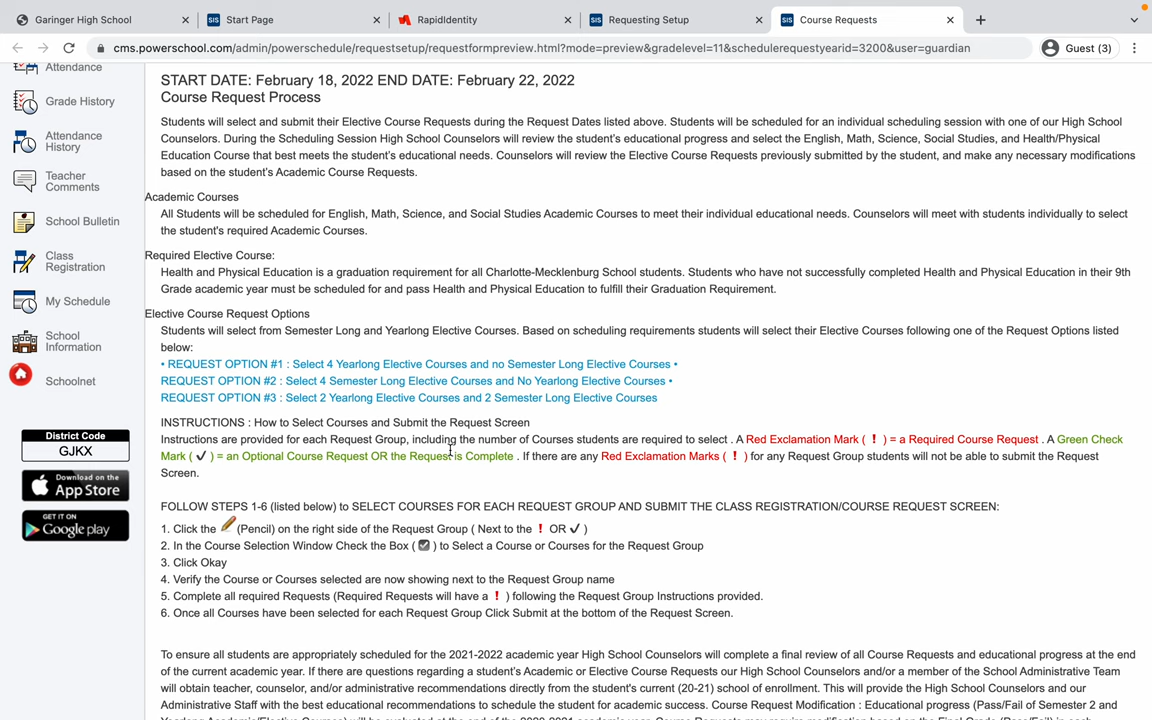 Garinger High School
Start Page
RapidIdentity
Requesting Setup
Course Requests
cms.powerschool.com/admin/powerschedule/requestsetup/requestformpreview.html?mode=preview&gradelevel=11&schedulerequestyearid=3200&user=guardian
Guest (3)
Attendance
Grade History
Attendance
History
Teacher
Comments
School Bulletin
Class
Registration
My Schedule
School
Information
Schoolnet
District Code
GJKX
Download on the
App Store
GET IT ON
Google play
START DATE: February 18, 2022 END DATE: February 22, 2022
Course Request Process
Students will select and submit their Elective Course Requests during the Request Dates listed above. Students will be scheduled for an individual scheduling session with one of our High School
Counselors. During the Scheduling Session High School Counselors will review the student's educational progress and select the English, Math, Science, Social Studies, and Health/Physical
Education Course that best meets the student's educational needs. Counselors will review the Elective Course Requests previously submitted by the student, and make any necessary modifications
based on the student's Academic Course Requests.
Academic Courses
All Students will be scheduled for English, Math, Science, and Social Studies Academic Courses to meet their individual educational needs. Counselors will meet with students individually to select
the student's required Academic Courses.
Required Elective Course:
Health and Physical Education is a graduation requirement for all Charlotte-Mecklenburg School students. Students who have not successfully completed Health and Physical Education in their 9th
Grade academic year must be scheduled for and pass Health and Physical Education to fulfill their Graduation Requirement.
Elective Course Request Options
Students will select from Semester Long and Yearlong Elective Courses. Based on scheduling requirements students will select their Elective Courses following one of the Request Options listed
below:
• REQUEST OPTION #1 : Select 4 Yearlong Elective Courses and no Semester Long Elective Courses •
REQUEST OPTION #2 : Select 4 Semester Long Elective Courses and No Yearlong Elective Courses •
REQUEST OPTION #3 : Select 2 Yearlong Elective Courses and 2 Semester Long Elective Courses
INSTRUCTIONS : How to Select Courses and Submit the Request Screen
Instructions are provided for each Request Group, including the number of Courses students are required to select . A Red Exclamation Mark ( ! ) = a Required Course Request . A Green Check
Mark ( ✓ ) = an Optional Course Request OR the Request is Complete . If there are any Red Exclamation Marks ( ! ) for any Request Group students will not be able to submit the Request
Screen.
FOLLOW STEPS 1-6 (listed below) to SELECT COURSES FOR EACH REQUEST GROUP AND SUBMIT THE CLASS REGISTRATION/COURSE REQUEST SCREEN:
1. Click the (Pencil) on the right side of the Request Group ( Next to the ! OR ✓ )
2. In the Course Selection Window Check the Box ( ☑ ) to Select a Course or Courses for the Request Group
3. Click Okay
4. Verify the Course or Courses selected are now showing next to the Request Group name
5. Complete all required Requests (Required Requests will have a ! ) following the Request Group Instructions provided.
6. Once all Courses have been selected for each Request Group Click Submit at the bottom of the Request Screen.
To ensure all students are appropriately scheduled for the 2021-2022 academic year High School Counselors will complete a final review of all Course Requests and educational progress at the end
of the current academic year. If there are questions regarding a student's Academic or Elective Course Requests our High School Counselors and/or a member of the School Administrative Team
will obtain teacher, counselor, and/or administrative recommendations directly from the student's current (20-21) school of enrollment. This will provide the High School Counselors and our
Administrative Staff with the best educational recommendations to schedule the student for academic success. Course Request Modification : Educational progress (Pass/Fail of Semester 2 and